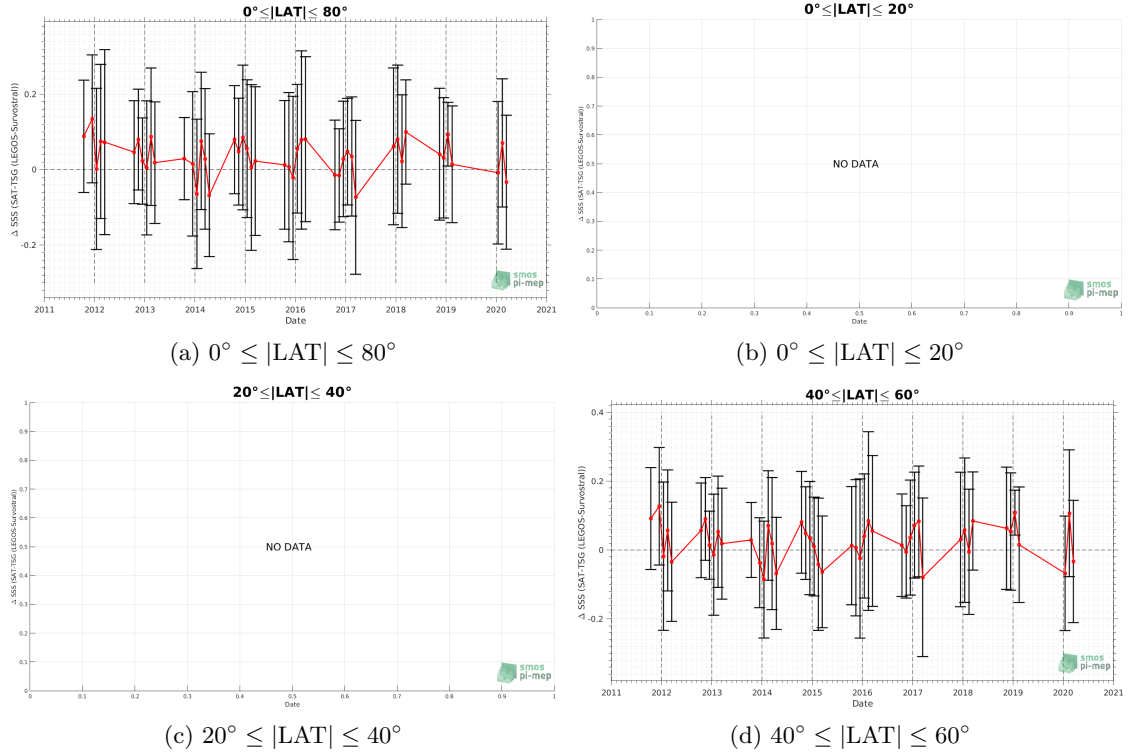 0°≤|LAT|≤ 80°
Δ SSS (SAT-TSG (LEGOS-Survostral))
0.2
0
-0.2
smos
pi-mep
2011 2012 2013 2014 2015 2016 2017 2018 2019 2020 2021
Date
(a) 0° ≤ |LAT| ≤ 80°
0°≤|LAT|≤ 20°
Δ SSS (SAT-TSG (LEGOS-Survostral))
1
0.9
0.8
0.7
0.6
0.5
0.4
0.3
0.2
0.1
0
NO DATA
smos
pi-mep
0 0.1 0.2 0.3 0.4 0.5 0.6 0.7 0.8 0.9 1
Date
(b) 0° ≤ |LAT| ≤ 20°
20°≤|LAT|≤ 40°
Δ SSS (SAT-TSG (LEGOS-Survostral))
1
0.9
0.8
0.7
0.6
0.5
0.4
0.3
0.2
0.1
0
NO DATA
smos
pi-mep
0 0.1 0.2 0.3 0.4 0.5 0.6 0.7 0.8 0.9 1
Date
(c) 20° ≤ |LAT| ≤ 40°
40°≤|LAT|≤ 60°
Δ SSS (SAT-TSG (LEGOS-Survostral))
0.4
0.2
0
-0.2
smos
pi-mep
2011 2012 2013 2014 2015 2016 2017 2018 2019 2020 2021
Date
(d) 40° ≤ |LAT| ≤ 60°